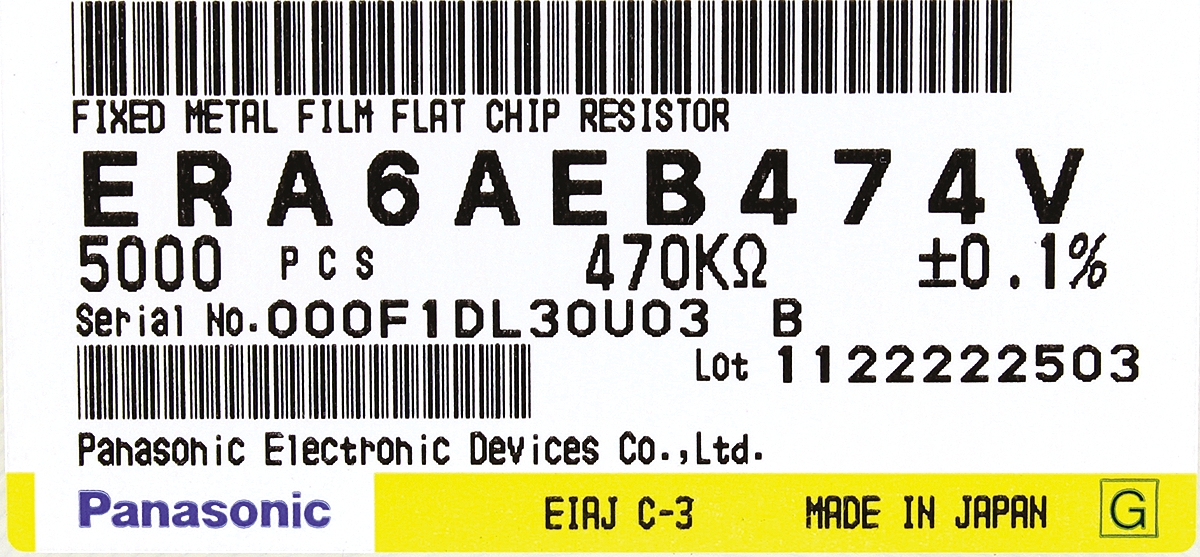 FIXED METAL FILM FLAT CHIP RESISTOR
ERA6AEB474V
5000 PCS 470KΩ ±0.1%
Serial No.000F1DL30U03 B
Lot 1122222503
Panasonic Electronic Devices Co.,Ltd.
Panasonic EIAJ C-3 MADE IN JAPAN G